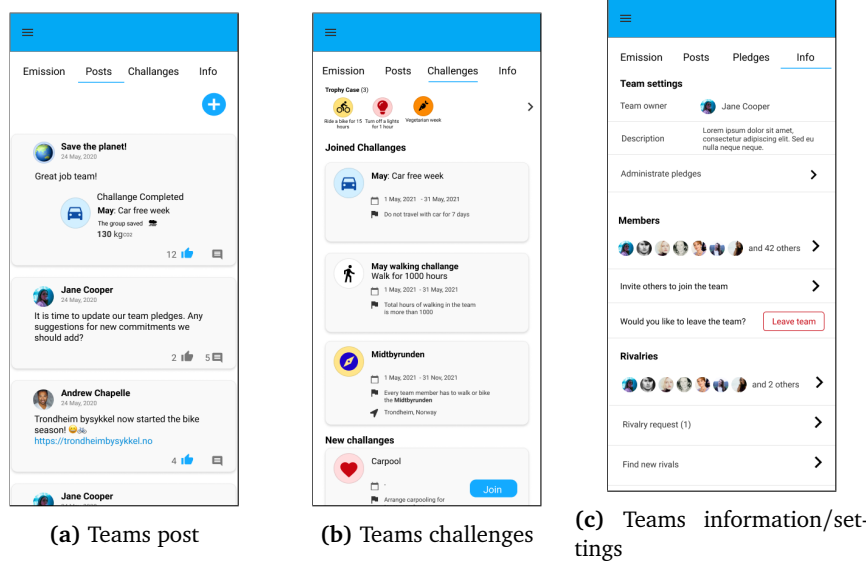 Emission Posts Challanges Info
Save the planet!
24 May, 2020
Great job team!
Challange Completed
May: Car free week
The group saved
130 kgco2
12
Jane Cooper
24 May, 2020
It is time to update our team pledges. Any
suggestions for new commitments we
should add?
2 5
Andrew Chapelle
24 May, 2020
Trondheim bysykkel now started the bike
season! 😄🚲
https://trondheimbysykkel.no
4
Jane Cooper
(a) Teams post
Emission Posts Challenges Info
Trophy Case (3)
Ride a bike for 15
hours
Turn off a lights
for 1 hour
Vegetarian week
Joined Challanges
May: Car free week
1 May, 2021 - 31 May, 2021
Do not travel with car for 7 days
May walking challange
Walk for 1000 hours
1 May, 2021 - 31 May, 2021
Total hours of walking in the team
is more than 1000
Midtbyrunden
1 May, 2021 - 31 Nov, 2021
Every team member has to walk or bike
the Midtbyrunden
Trondheim, Norway
New challanges
Carpool
-
Arrange carpooling for
Join
(b) Teams challenges
Emission Posts Pledges Info
Team settings
Team owner Jane Cooper
Description
Lorem ipsum dolor sit amet,
consectetur adipiscing elit. Sed eu
nulla neque neque.
Administrate pledges
Members
and 42 others
Invite others to join the team
Would you like to leave the team? Leave team
Rivalries
and 2 others
Rivalry request (1)
Find new rivals
(c) Teams information/set-
tings